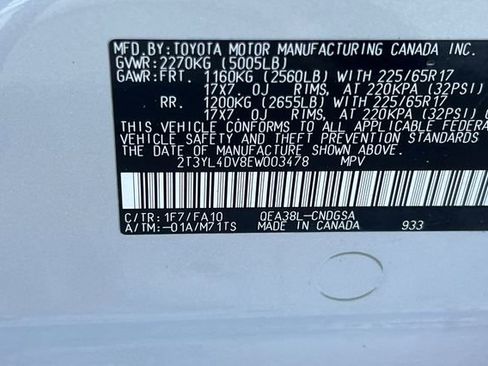 MFD.BY:TOYOTA MOTOR MANUFACTURING CANADA INC.
GVWR:2270KG (5005LB)
GAWR:FRT. 1160KG (2560LB) WITH 225/65R17
17X7.0J RIMS, AT 220KPA (32PSI)
RR. 1200KG (2655LB) WITH 225/65R17
17X7.0J RIMS, AT 220KPA (32PSI)
THIS VEHICLE CONFORMS TO ALL APPLICABLE FEDERAL
VEHICLE SAFETY AND THEFT PREVENTION STANDARDS
THE DATE OF MANUFACTURE SHOWN ABOVE.
2T3YL4DV8EW003478 MPV
C/TR:1F7/FA10 QEA38L-CNDGSA
A/TM:-01A/M71TS MADE IN CANADA 933